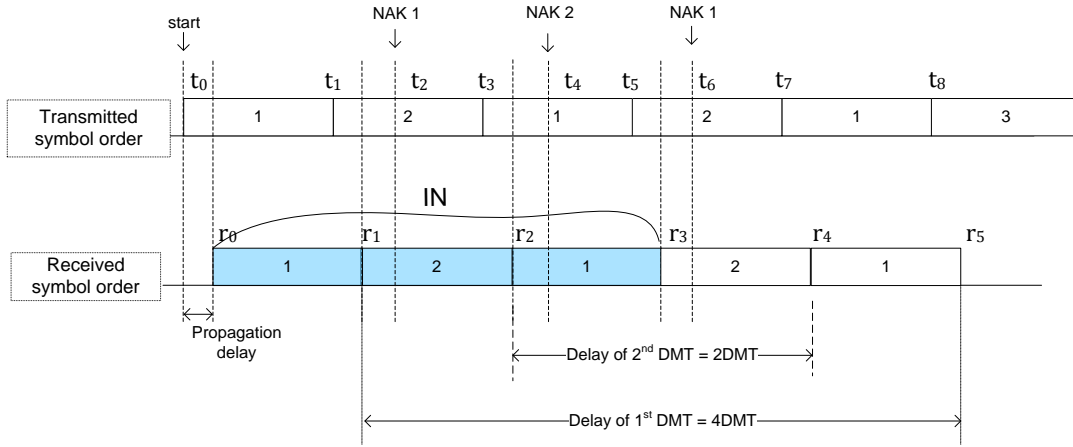 start
NAK 1
NAK 2
NAK 1
t₀
t₁
t₂
t₃
t₄
t₅
t₆
t₇
t₈
Transmitted
symbol order
1
2
1
2
1
3
IN
r₀
r₁
r₂
r₃
r₄
r₅
Received
symbol order
1
2
1
2
1
Propagation
delay
Delay of 2ⁿᵈ DMT = 2DMT
Delay of 1ˢᵗ DMT = 4DMT